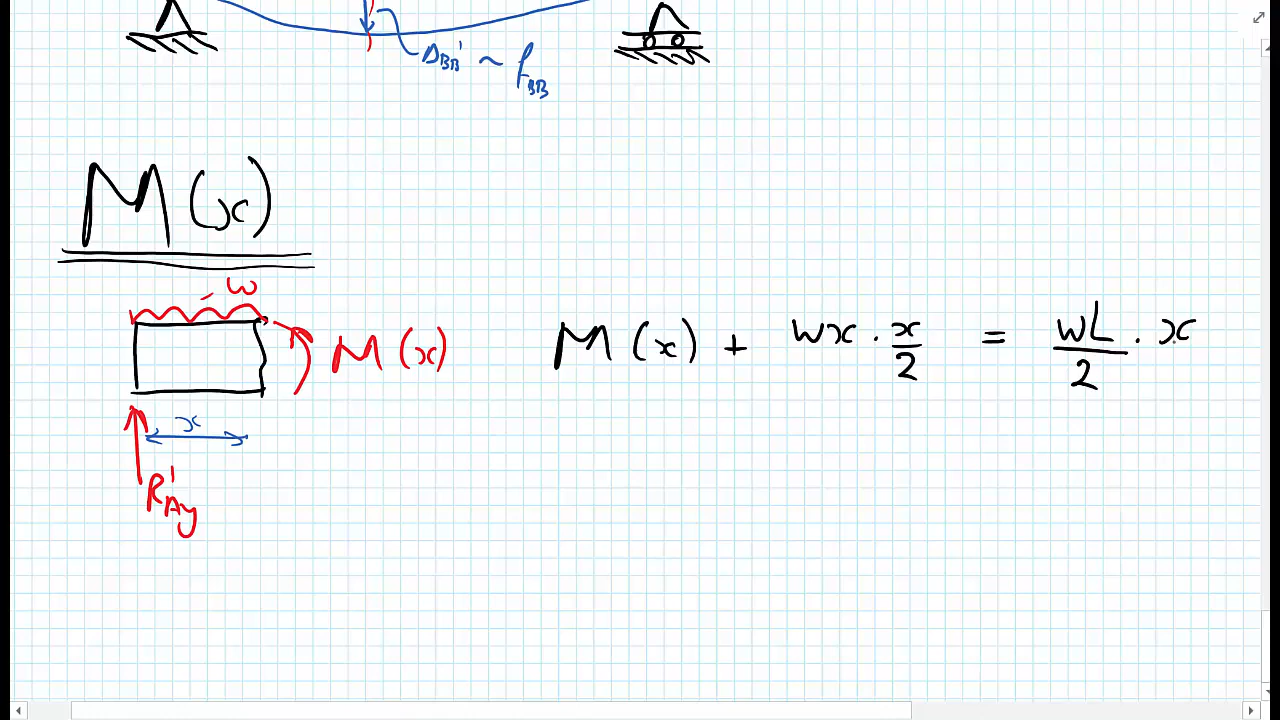 Δ_BB' ~ f_BB
M(x)
w
M(x)
M(x) + wx · x/2 = wL/2 · x
x
R'_Ay